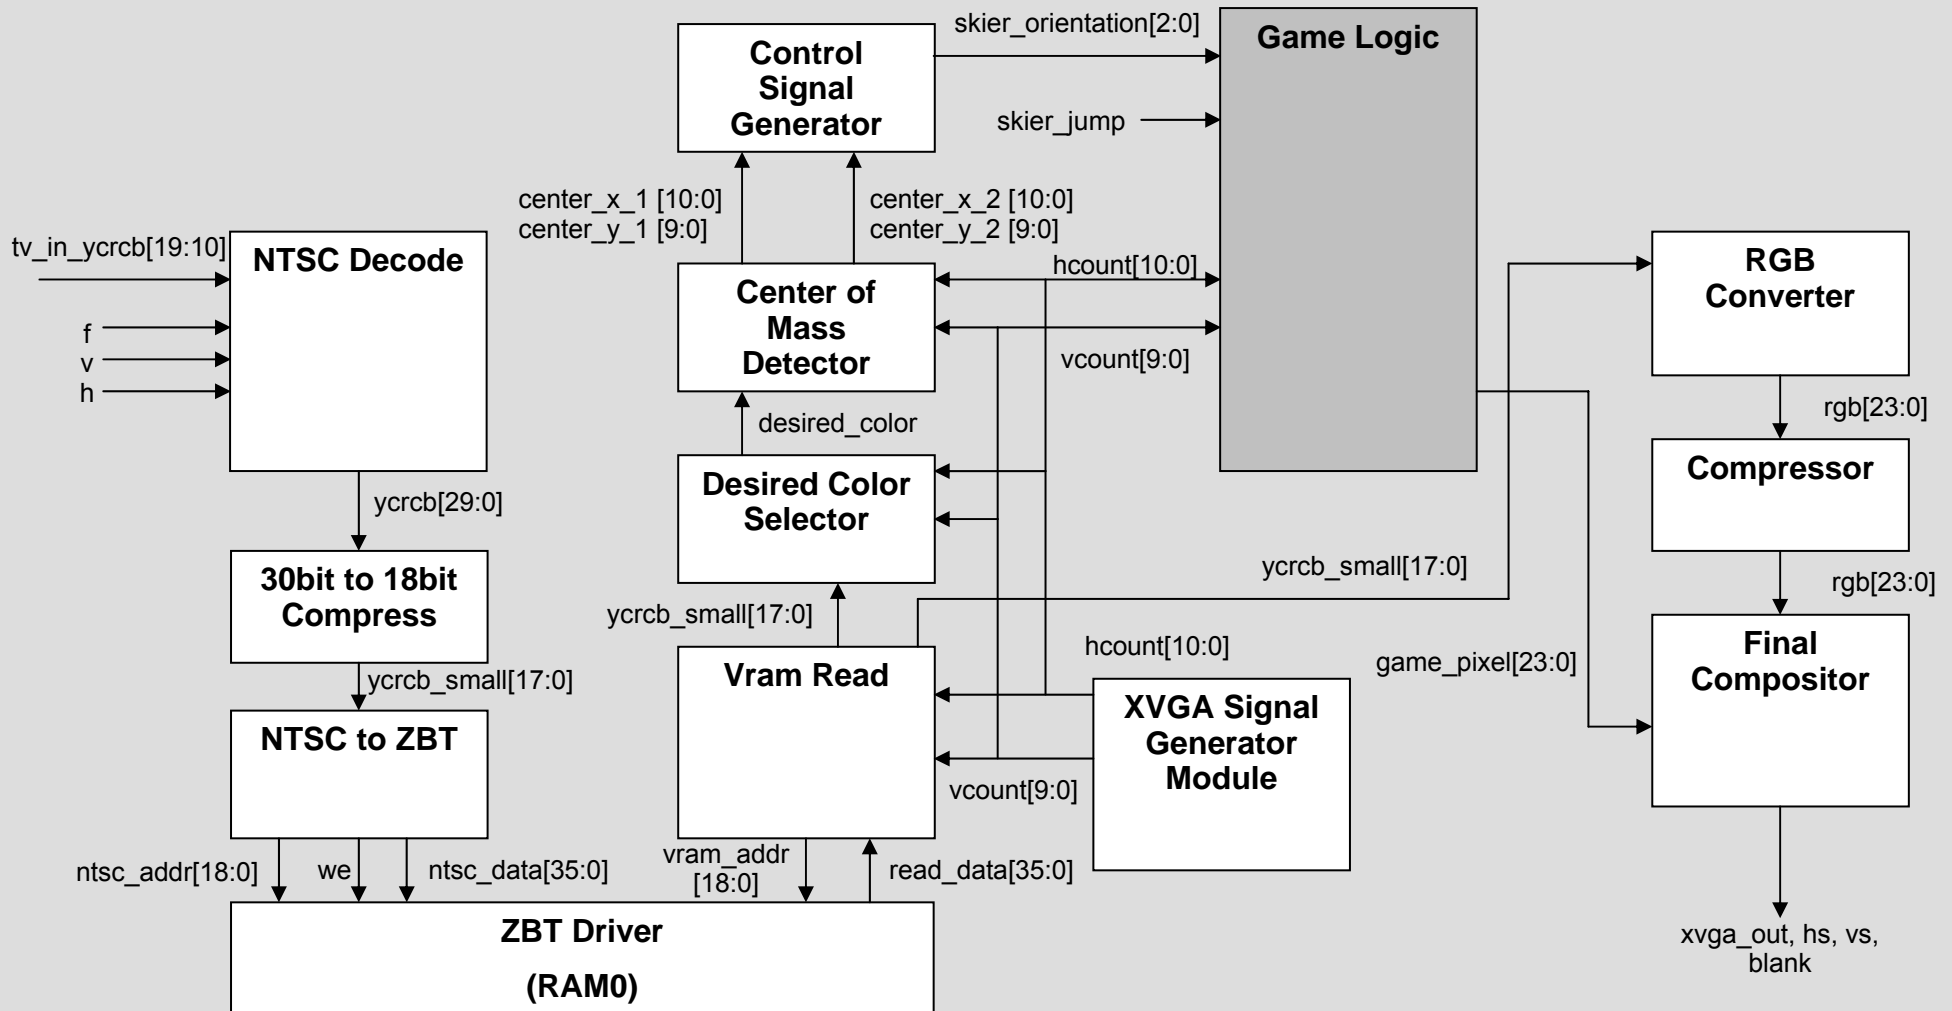 skier_orientation[2:0]
Control
Signal
Generator
Game Logic
skier_jump
center_x_1 [10:0]
center_y_1 [9:0]
center_x_2 [10:0]
center_y_2 [9:0]
tv_in_ycrcb[19:10]
NTSC Decode
f
v
h
hcount[10:0]
Center of
Mass
Detector
vcount[9:0]
RGB
Converter
rgb[23:0]
desired_color
Desired Color
Selector
Compressor
ycrcb[29:0]
30bit to 18bit
Compress
ycrcb_small[17:0]
ycrcb_small[17:0]
rgb[23:0]
ycrcb_small[17:0]
NTSC to ZBT
Vram Read
hcount[10:0]
XVGA Signal
Generator
Module
vcount[9:0]
game_pixel[23:0]
Final
Compositor
ntsc_addr[18:0]
we
ntsc_data[35:0]
vram_addr
[18:0]
read_data[35:0]
ZBT Driver
(RAM0)
xvga_out, hs, vs,
blank